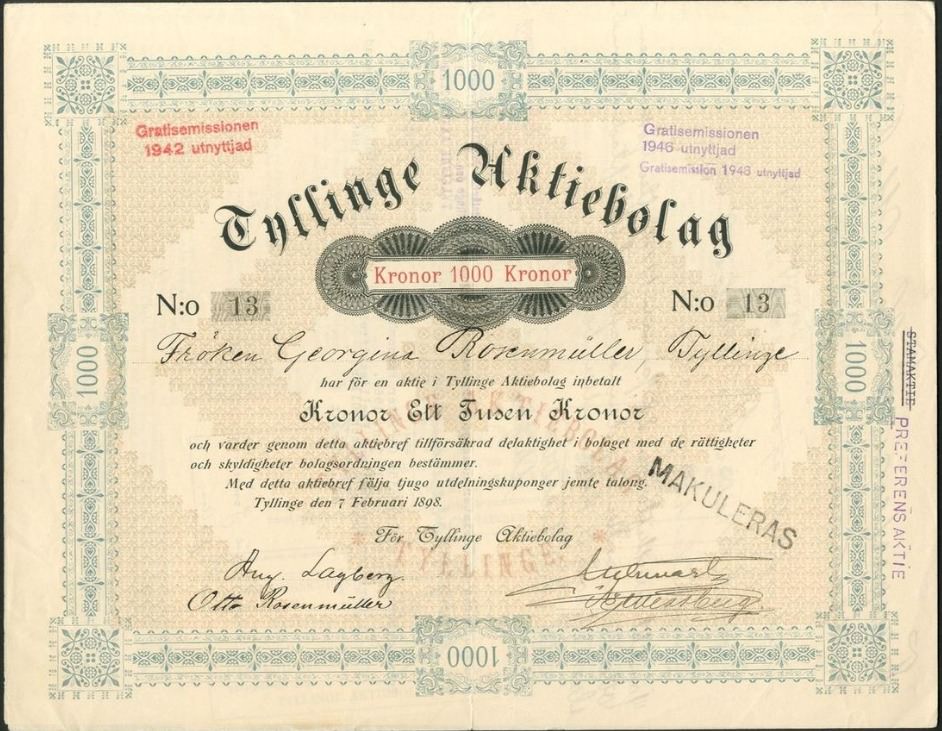 1000
Gratisemissionen
1942 utnyttjad
Gratisemissionen
1946 utnyttjad
Gratisemission 1948 utnyttjad
Tyllinge Aktiebolag
Kronor 1000 Kronor
N:o 13
N:o 13
Fröken Georgina Rosenmüller, Tyllinge
1000
1000
STAMAKTIE PREFERENSAKTIE
har för en aktie i Tyllinge Aktiebolag inbetalt
Kronor Ett Tusen Kronor
och varder genom detta aktiebref tillförsäkrad delaktighet i bolaget med de rättigheter
och skyldigheter bolagsordningen bestämmer.
Med detta aktiebref följa tjugo utdelningskuponger jemte talong.
Tyllinge den 7 Februari 1898.
MAKULERAS
För Tyllinge Aktiebolag
TYLLINGE AKTIEBOLAG
* TYLLINGE *
Aug. Lagberg
Otto Rosenmüller
1000